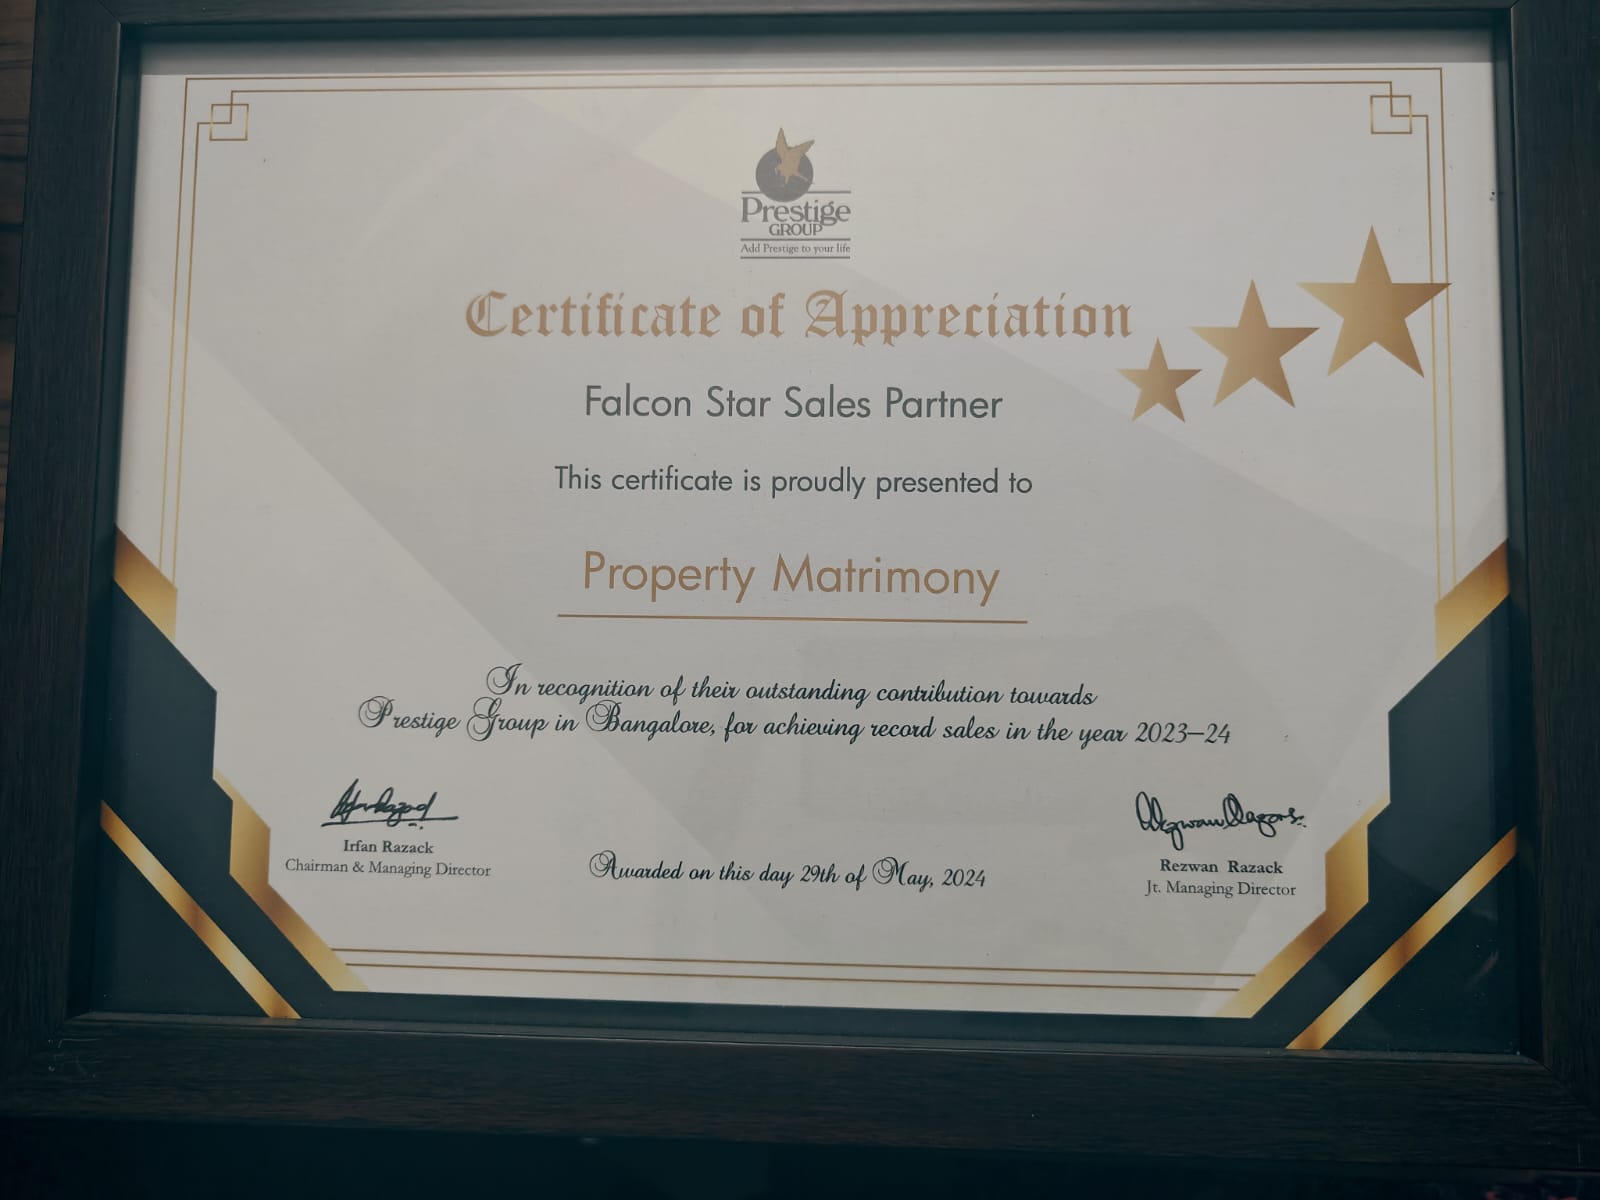 Prestige
GROUP
Add Prestige to your life
Certificate of Appreciation
Falcon Star Sales Partner
This certificate is proudly presented to
Property Matrimony
In recognition of their outstanding contribution towards
Prestige Group in Bangalore, for achieving record sales in the year 2023–24
Irfan Razack
Chairman & Managing Director
Awarded on this day 29th of May, 2024
Rezwan Razack
Jt. Managing Director